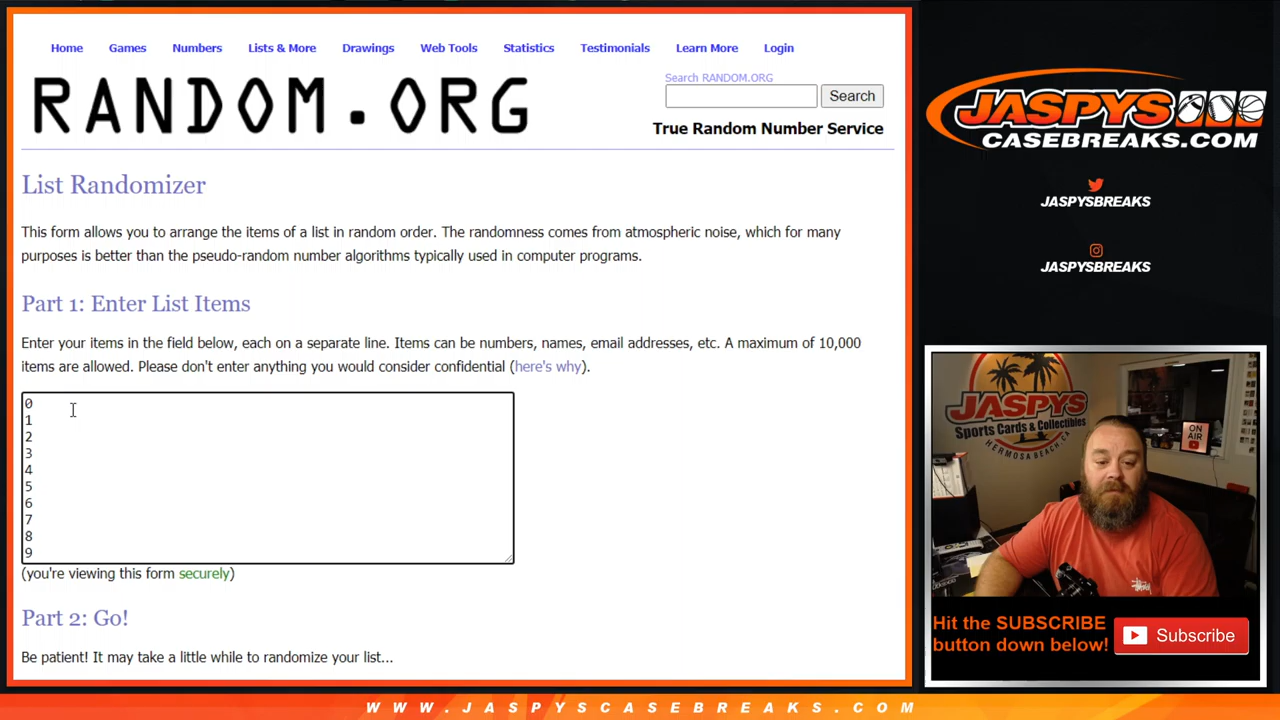 Home Games Numbers Lists & More Drawings Web Tools Statistics Testimonials Learn More Login
RANDOM.ORG
Search RANDOM.ORG
Search
True Random Number Service
List Randomizer
This form allows you to arrange the items of a list in random order. The randomness comes from atmospheric noise, which for many
purposes is better than the pseudo-random number algorithms typically used in computer programs.
Part 1: Enter List Items
Enter your items in the field below, each on a separate line. Items can be numbers, names, email addresses, etc. A maximum of 10,000
items are allowed. Please don't enter anything you would consider confidential (here's why).
0
1
2
3
4
5
6
7
8
9
(you're viewing this form securely)
Part 2: Go!
Be patient! It may take a little while to randomize your list...
JASPYS
CASEBREAKS.COM
JASPYSBREAKS
JASPYSBREAKS
JASPYS
Sports Cards & Collectibles
HERMOSA BEACH, CA
ON
AIR
Hit the SUBSCRIBE
button down below!
Subscribe
WWW.JASPYSCASEBREAKS.COM